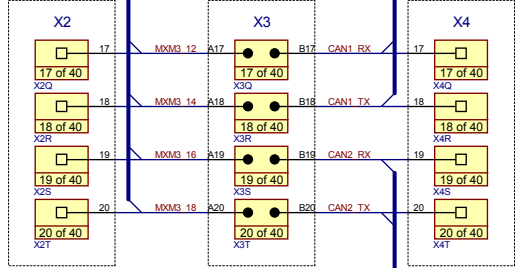 X2 X3 X4
17 MXM3_12 A17 B17 CAN1_RX 17
17 of 40 17 of 40 17 of 40
X2Q X3Q X4Q
18 MXM3_14 A18 B18 CAN1_TX 18
18 of 40 18 of 40 18 of 40
X2R X3R X4R
19 MXM3_16 A19 B19 CAN2_RX 19
19 of 40 19 of 40 19 of 40
X2S X3S X4S
20 MXM3_18 A20 B20 CAN2_TX 20
20 of 40 20 of 40 20 of 40
X2T X3T X4T